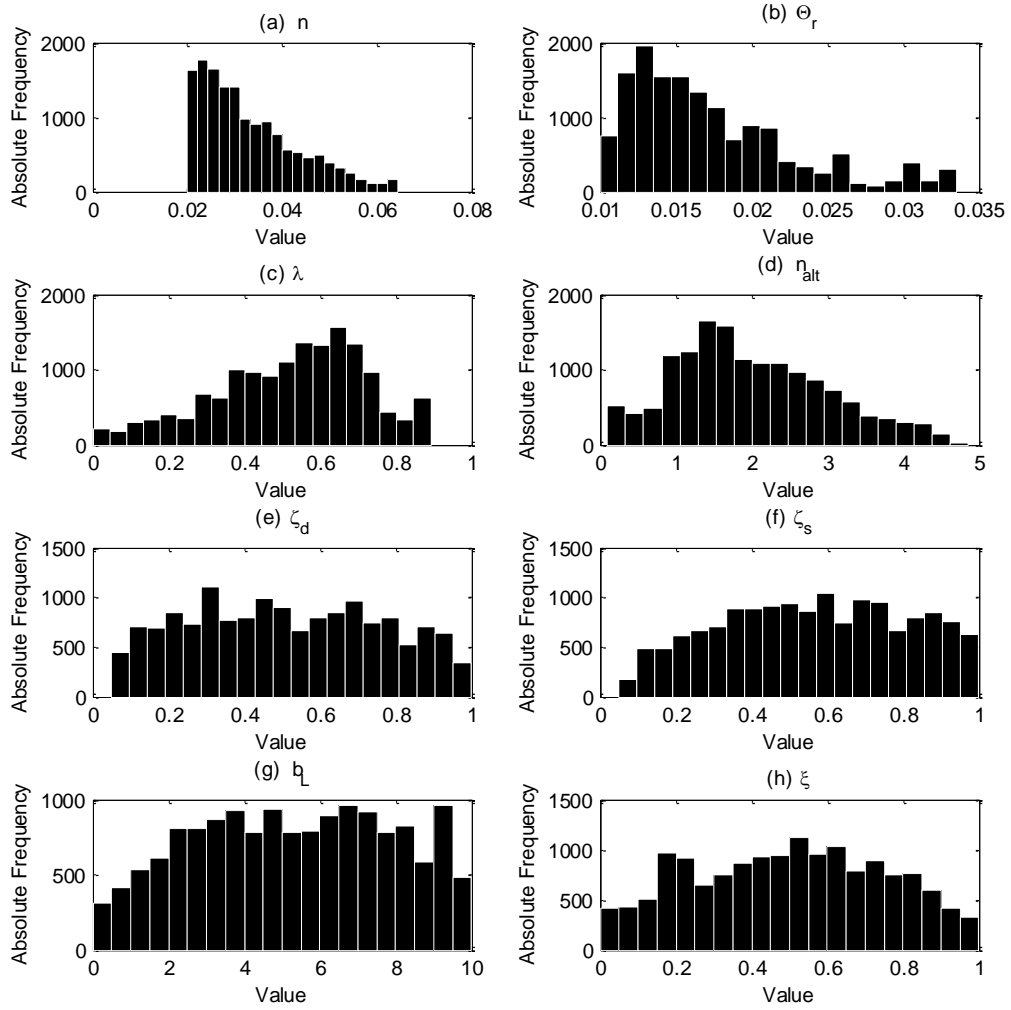 (a) n
Absolute Frequency
2000
1000
0
0 0.02 0.04 0.06 0.08
Value
(b) Θr
Absolute Frequency
2000
1000
0
0.01 0.015 0.02 0.025 0.03 0.035
Value
(c) λ
Absolute Frequency
2000
1000
0
0 0.2 0.4 0.6 0.8 1
Value
(d) ηalt
Absolute Frequency
2000
1000
0
0 1 2 3 4 5
Value
(e) ζd
Absolute Frequency
1500
1000
500
0
0 0.2 0.4 0.6 0.8 1
Value
(f) ζs
Absolute Frequency
1500
1000
500
0
0 0.2 0.4 0.6 0.8 1
Value
(g) bL
Absolute Frequency
1000
500
0
0 2 4 6 8 10
Value
(h) ξ
Absolute Frequency
1500
1000
500
0
0 0.2 0.4 0.6 0.8 1
Value